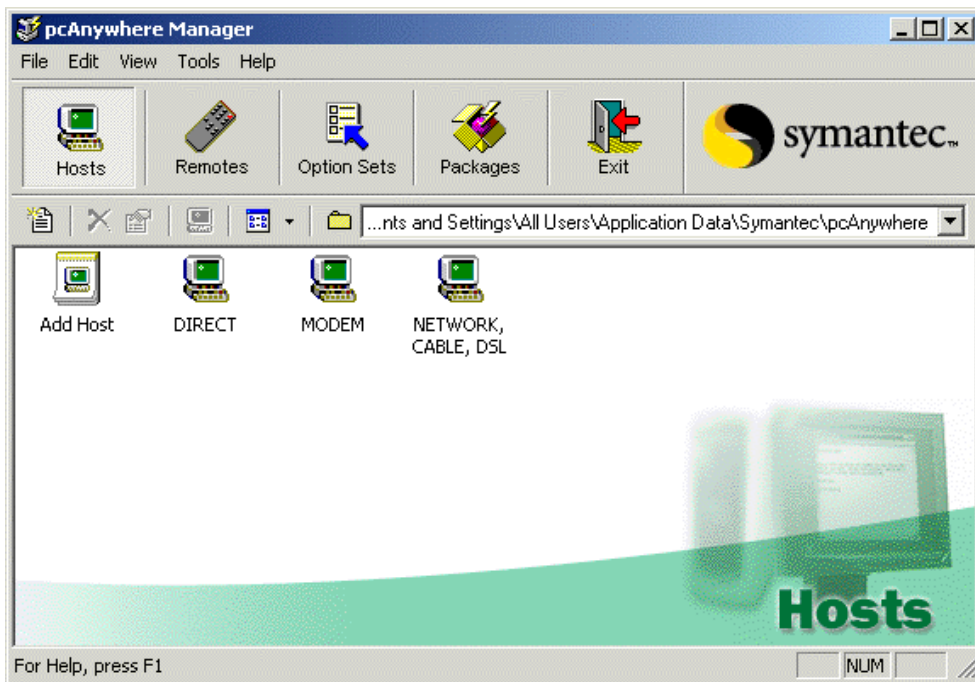 pcAnywhere Manager
File Edit View Tools Help
Hosts Remotes Option Sets Packages Exit symantec™
...nts and Settings\All Users\Application Data\Symantec\pcAnywhere
Add Host DIRECT MODEM NETWORK,
CABLE, DSL
Hosts
For Help, press F1 NUM